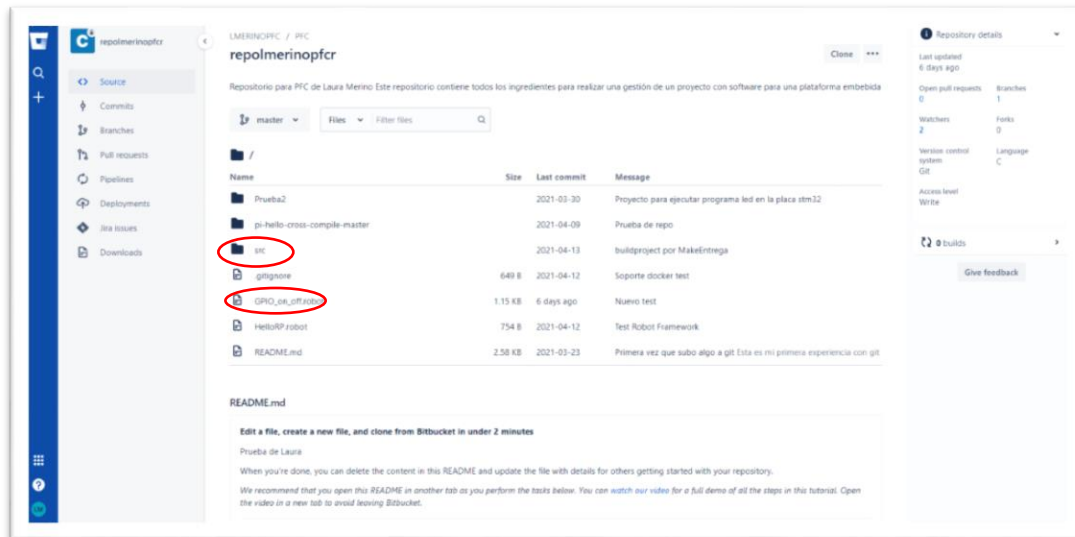 repolmerinopfcr
Source
Commits
Branches
Pull requests
Pipelines
Deployments
Jira issues
Downloads
LMERINOPFC / PFC
repolmerinopfcr
Clone
Repositorio para PFC de Laura Merino Este repositorio contiene todos los ingredientes para realizar una gestión de un proyecto con software para una plataforma embebida
master Files Filter files
/
Name Size Last commit Message
Prueba2 2021-03-30 Proyecto para ejecutar programa led en la placa stm32
pi-hello-cross-compile-master 2021-04-09 Prueba de repo
src 2021-04-13 buildproject por MakeEntrega
.gitignore 649 B 2021-04-12 Soporte docker test
GPIO_on_off.robot 1.15 KB 6 days ago Nuevo test
HelloRP.robot 754 B 2021-04-12 Test Robot Framework
README.md 2.58 KB 2021-03-23 Primera vez que subo algo a git Esta es mi primera experiencia con git
README.md
Edit a file, create a new file, and clone from Bitbucket in under 2 minutes
Prueba de Laura
When you're done, you can delete the content in this README and update the file with details for others getting started with your repository.
We recommend that you open this README in another tab as you perform the tasks below. You can watch our video for a full demo of all the steps in this tutorial. Open
the video in a new tab to avoid leaving Bitbucket.
Repository details
Last updated
6 days ago
Open pull requests Branches
0 1
Watchers Forks
2 0
Version control Language
system C
Git
Access level
Write
0 builds
Give feedback